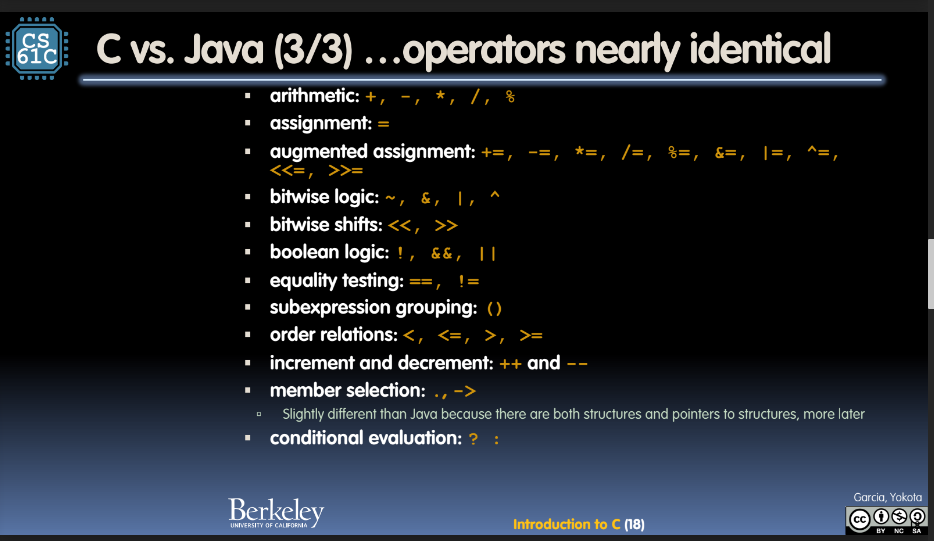 CS
61C
C vs. Java (3/3) …operators nearly identical
▪ arithmetic: +, -, *, /, %
▪ assignment: =
▪ augmented assignment: +=, -=, *=, /=, %=, &=, |=, ^=,
<<=, >>=
▪ bitwise logic: ~, &, |, ^
▪ bitwise shifts: <<, >>
▪ boolean logic: !, &&, ||
▪ equality testing: ==, !=
▪ subexpression grouping: ()
▪ order relations: <, <=, >, >=
▪ increment and decrement: ++ and --
▪ member selection: ., ->
▫ Slightly different than Java because there are both structures and pointers to structures, more later
▪ conditional evaluation: ? :
Berkeley
UNIVERSITY OF CALIFORNIA
Introduction to C (18)
Garcia, Yokota
cc
BY NC SA